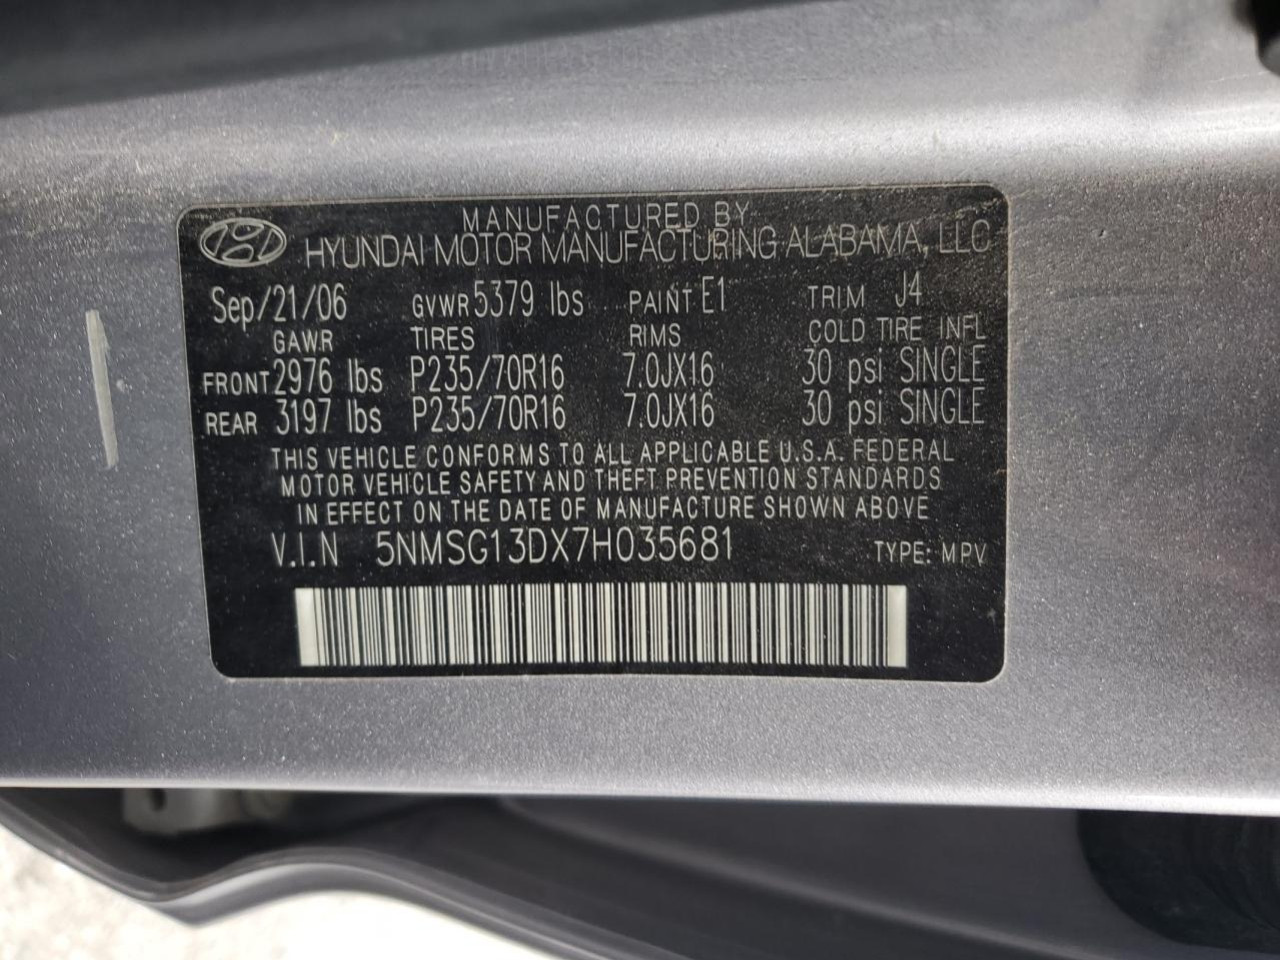 MANUFACTURED BY
HYUNDAI MOTOR MANUFACTURING ALABAMA, LLC
Sep/21/06 GVWR 5379 lbs PAINT E1 TRIM J4
GAWR TIRES RIMS COLD TIRE INFL
FRONT 2976 lbs P235/70R16 7.0JX16 30 psi SINGLE
REAR 3197 lbs P235/70R16 7.0JX16 30 psi SINGLE
THIS VEHICLE CONFORMS TO ALL APPLICABLE U.S.A. FEDERAL
MOTOR VEHICLE SAFETY AND THEFT PREVENTION STANDARDS
IN EFFECT ON THE DATE OF MANUFACTURE SHOWN ABOVE
V.I.N 5NMSG13DX7H035681 TYPE: MPV